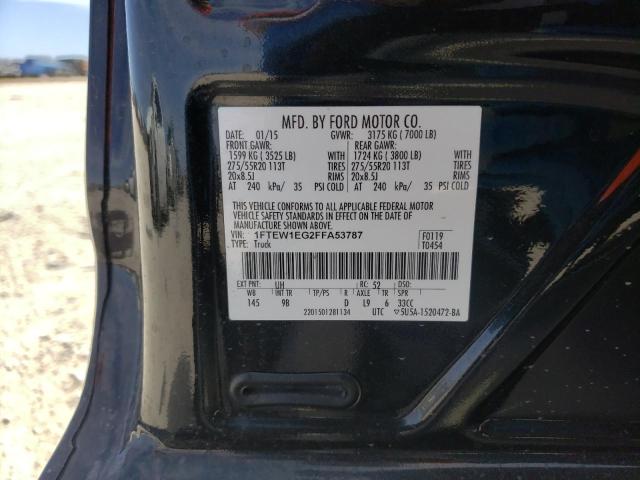 MFD. BY FORD MOTOR CO.
DATE: 01/15 GVWR: 3175 KG ( 7000 LB)
FRONT GAWR: REAR GAWR:
1599 KG ( 3525 LB) 1724 KG ( 3800 LB)
275/55R20 113T TIRES 275/55R20 113T TIRES
20x8.5J RIMS 20x8.5J RIMS
AT 240 kPa/ 35 PSI COLD AT 240 kPa/ 35 PSI COLD
THIS VEHICLE CONFORMS TO ALL APPLICABLE FEDERAL MOTOR
VEHICLE SAFETY STANDARDS IN EFFECT ON THE DATE OF
MANUFACTURE SHOWN ABOVE.
VIN: 1FTEW1EG2FFA53787 F0119
TYPE: Truck T0454
EXT PNT: UH RC: 52 DSO:
WB INT TR TP/PS R AXLE TR SPR
145 9B D L9 6 33CC
2201501281134 UTC 5U5A-1520472-BA